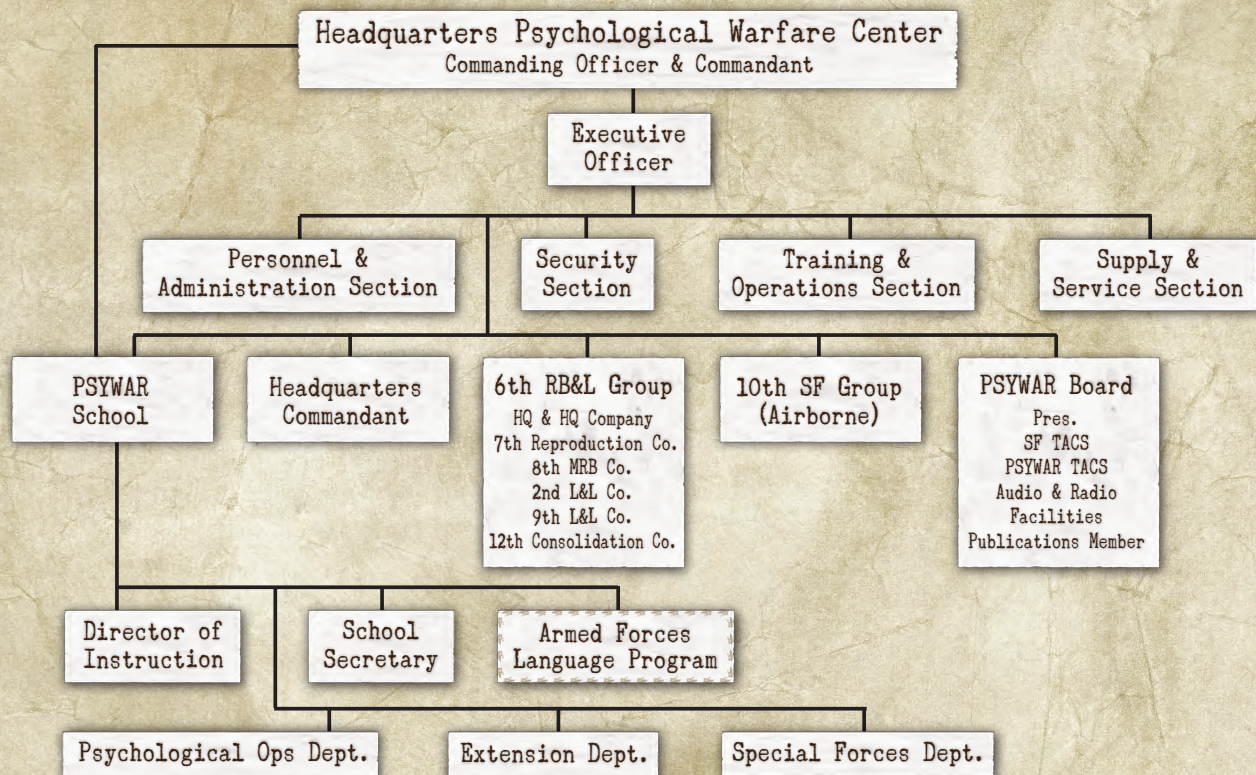 Headquarters Psychological Warfare Center
Commanding Officer & Commandant
Executive
Officer
Personnel &
Administration Section
Security
Section
Training &
Operations Section
Supply &
Service Section
PSYWAR
School
Headquarters
Commandant
6th RB&L Group
HQ & HQ Company
7th Reproduction Co.
8th MRB Co.
2nd L&L Co.
9th L&L Co.
12th Consolidation Co.
10th SF Group
(Airborne)
PSYWAR Board
Pres.
SF TACS
PSYWAR TACS
Audio & Radio
Facilities
Publications Member
Director of
Instruction
School
Secretary
Armed Forces
Language Program
Psychological Ops Dept.
Extension Dept.
Special Forces Dept.